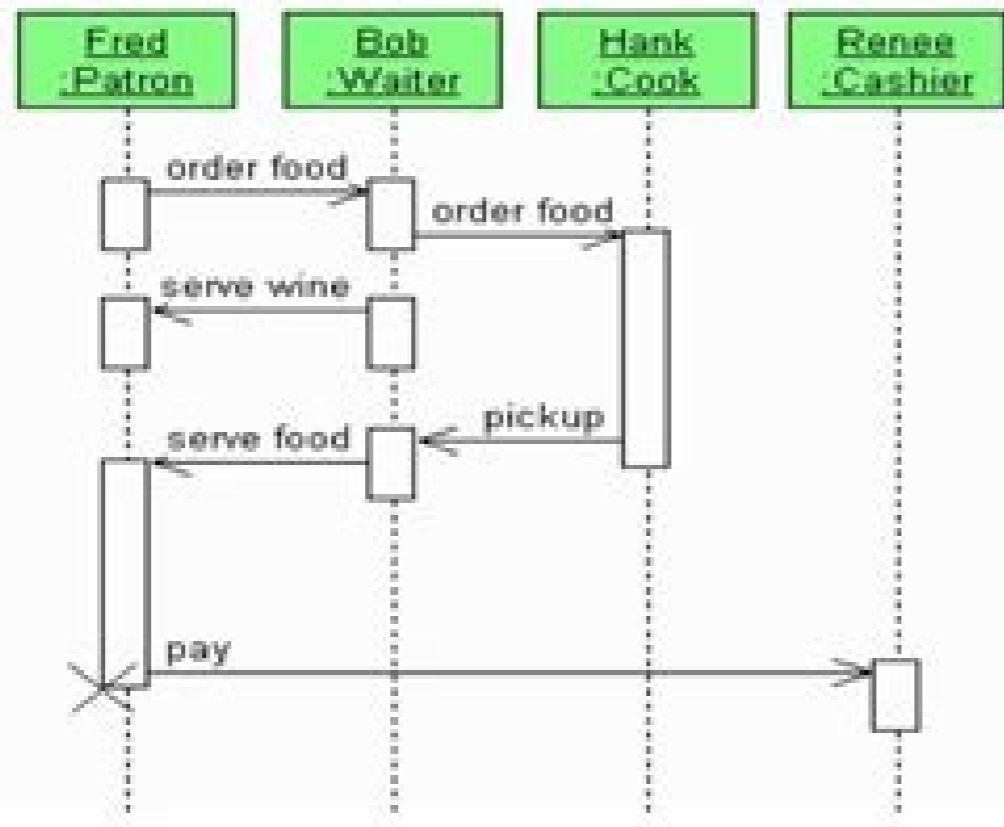 Fred
:Patron
Bob
:Waiter
Hank
:Cook
Renee
:Cashier
order food
order food
serve wine
pickup
serve food
pay